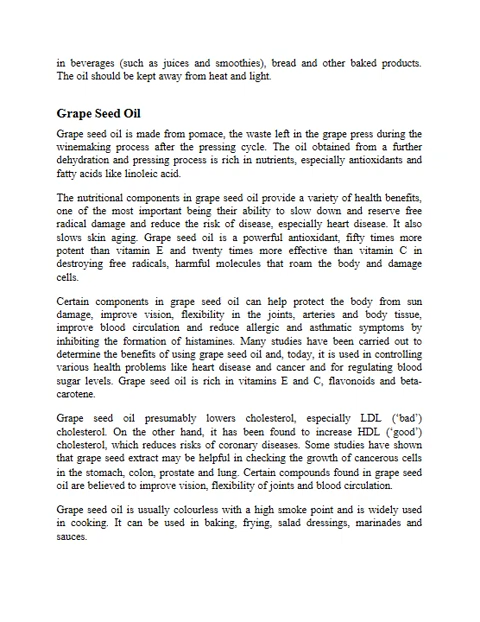 in beverages (such as juices and smoothies), bread and other baked products.
The oil should be kept away from heat and light.
Grape Seed Oil
Grape seed oil is made from pomace, the waste left in the grape press during the
winemaking process after the pressing cycle. The oil obtained from a further
dehydration and pressing process is rich in nutrients, especially antioxidants and
fatty acids like linoleic acid.
The nutritional components in grape seed oil provide a variety of health benefits,
one of the most important being their ability to slow down and reserve free
radical damage and reduce the risk of disease, especially heart disease. It also
slows skin aging. Grape seed oil is a powerful antioxidant, fifty times more
potent than vitamin E and twenty times more effective than vitamin C in
destroying free radicals, harmful molecules that roam the body and damage
cells.
Certain components in grape seed oil can help protect the body from sun
damage, improve vision, flexibility in the joints, arteries and body tissue,
improve blood circulation and reduce allergic and asthmatic symptoms by
inhibiting the formation of histamines. Many studies have been carried out to
determine the benefits of using grape seed oil and, today, it is used in controlling
various health problems like heart disease and cancer and for regulating blood
sugar levels. Grape seed oil is rich in vitamins E and C, flavonoids and beta-
carotene.
Grape seed oil presumably lowers cholesterol, especially LDL (‘bad’)
cholesterol. On the other hand, it has been found to increase HDL (‘good’)
cholesterol, which reduces risks of coronary diseases. Some studies have shown
that grape seed extract may be helpful in checking the growth of cancerous cells
in the stomach, colon, prostate and lung. Certain compounds found in grape seed
oil are believed to improve vision, flexibility of joints and blood circulation.
Grape seed oil is usually colourless with a high smoke point and is widely used
in cooking. It can be used in baking, frying, salad dressings, marinades and
sauces.